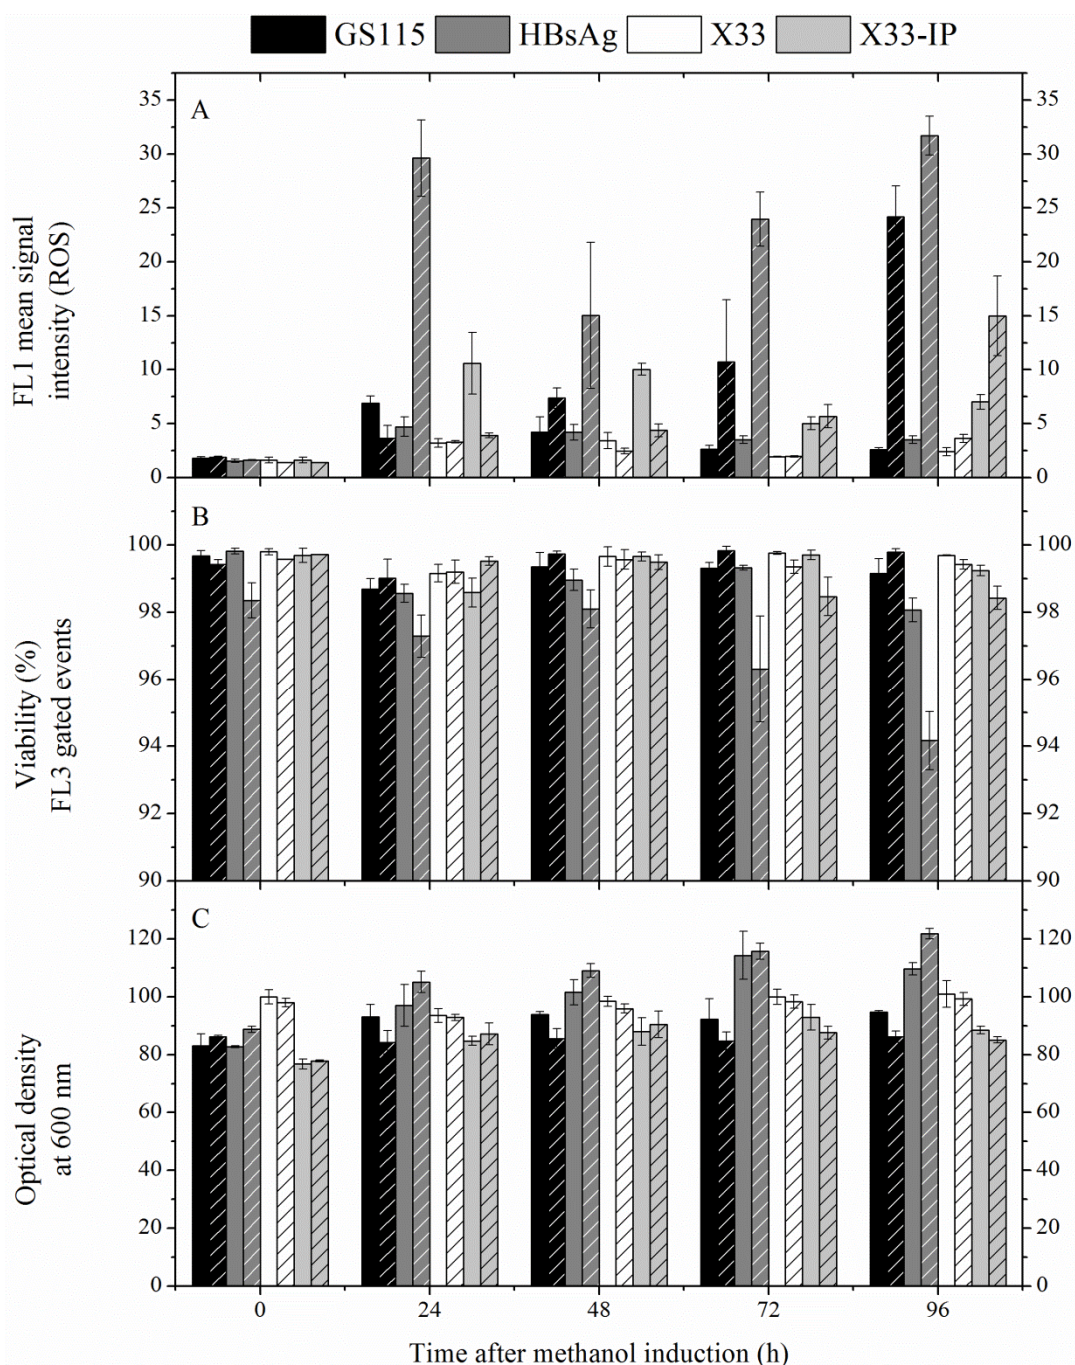 GS115 HBsAg X33 X33-IP
A
35 35
30 30
25 25
20 20
15 15
10 10
5 5
0 0
FL1 mean signal
intensity (ROS)
B
100 100
98 98
96 96
94 94
92 92
90 90
Viability (%)
FL3 gated events
C
120 120
100 100
80 80
60 60
40 40
20 20
0 0
Optical density
at 600 nm
0 24 48 72 96
Time after methanol induction (h)